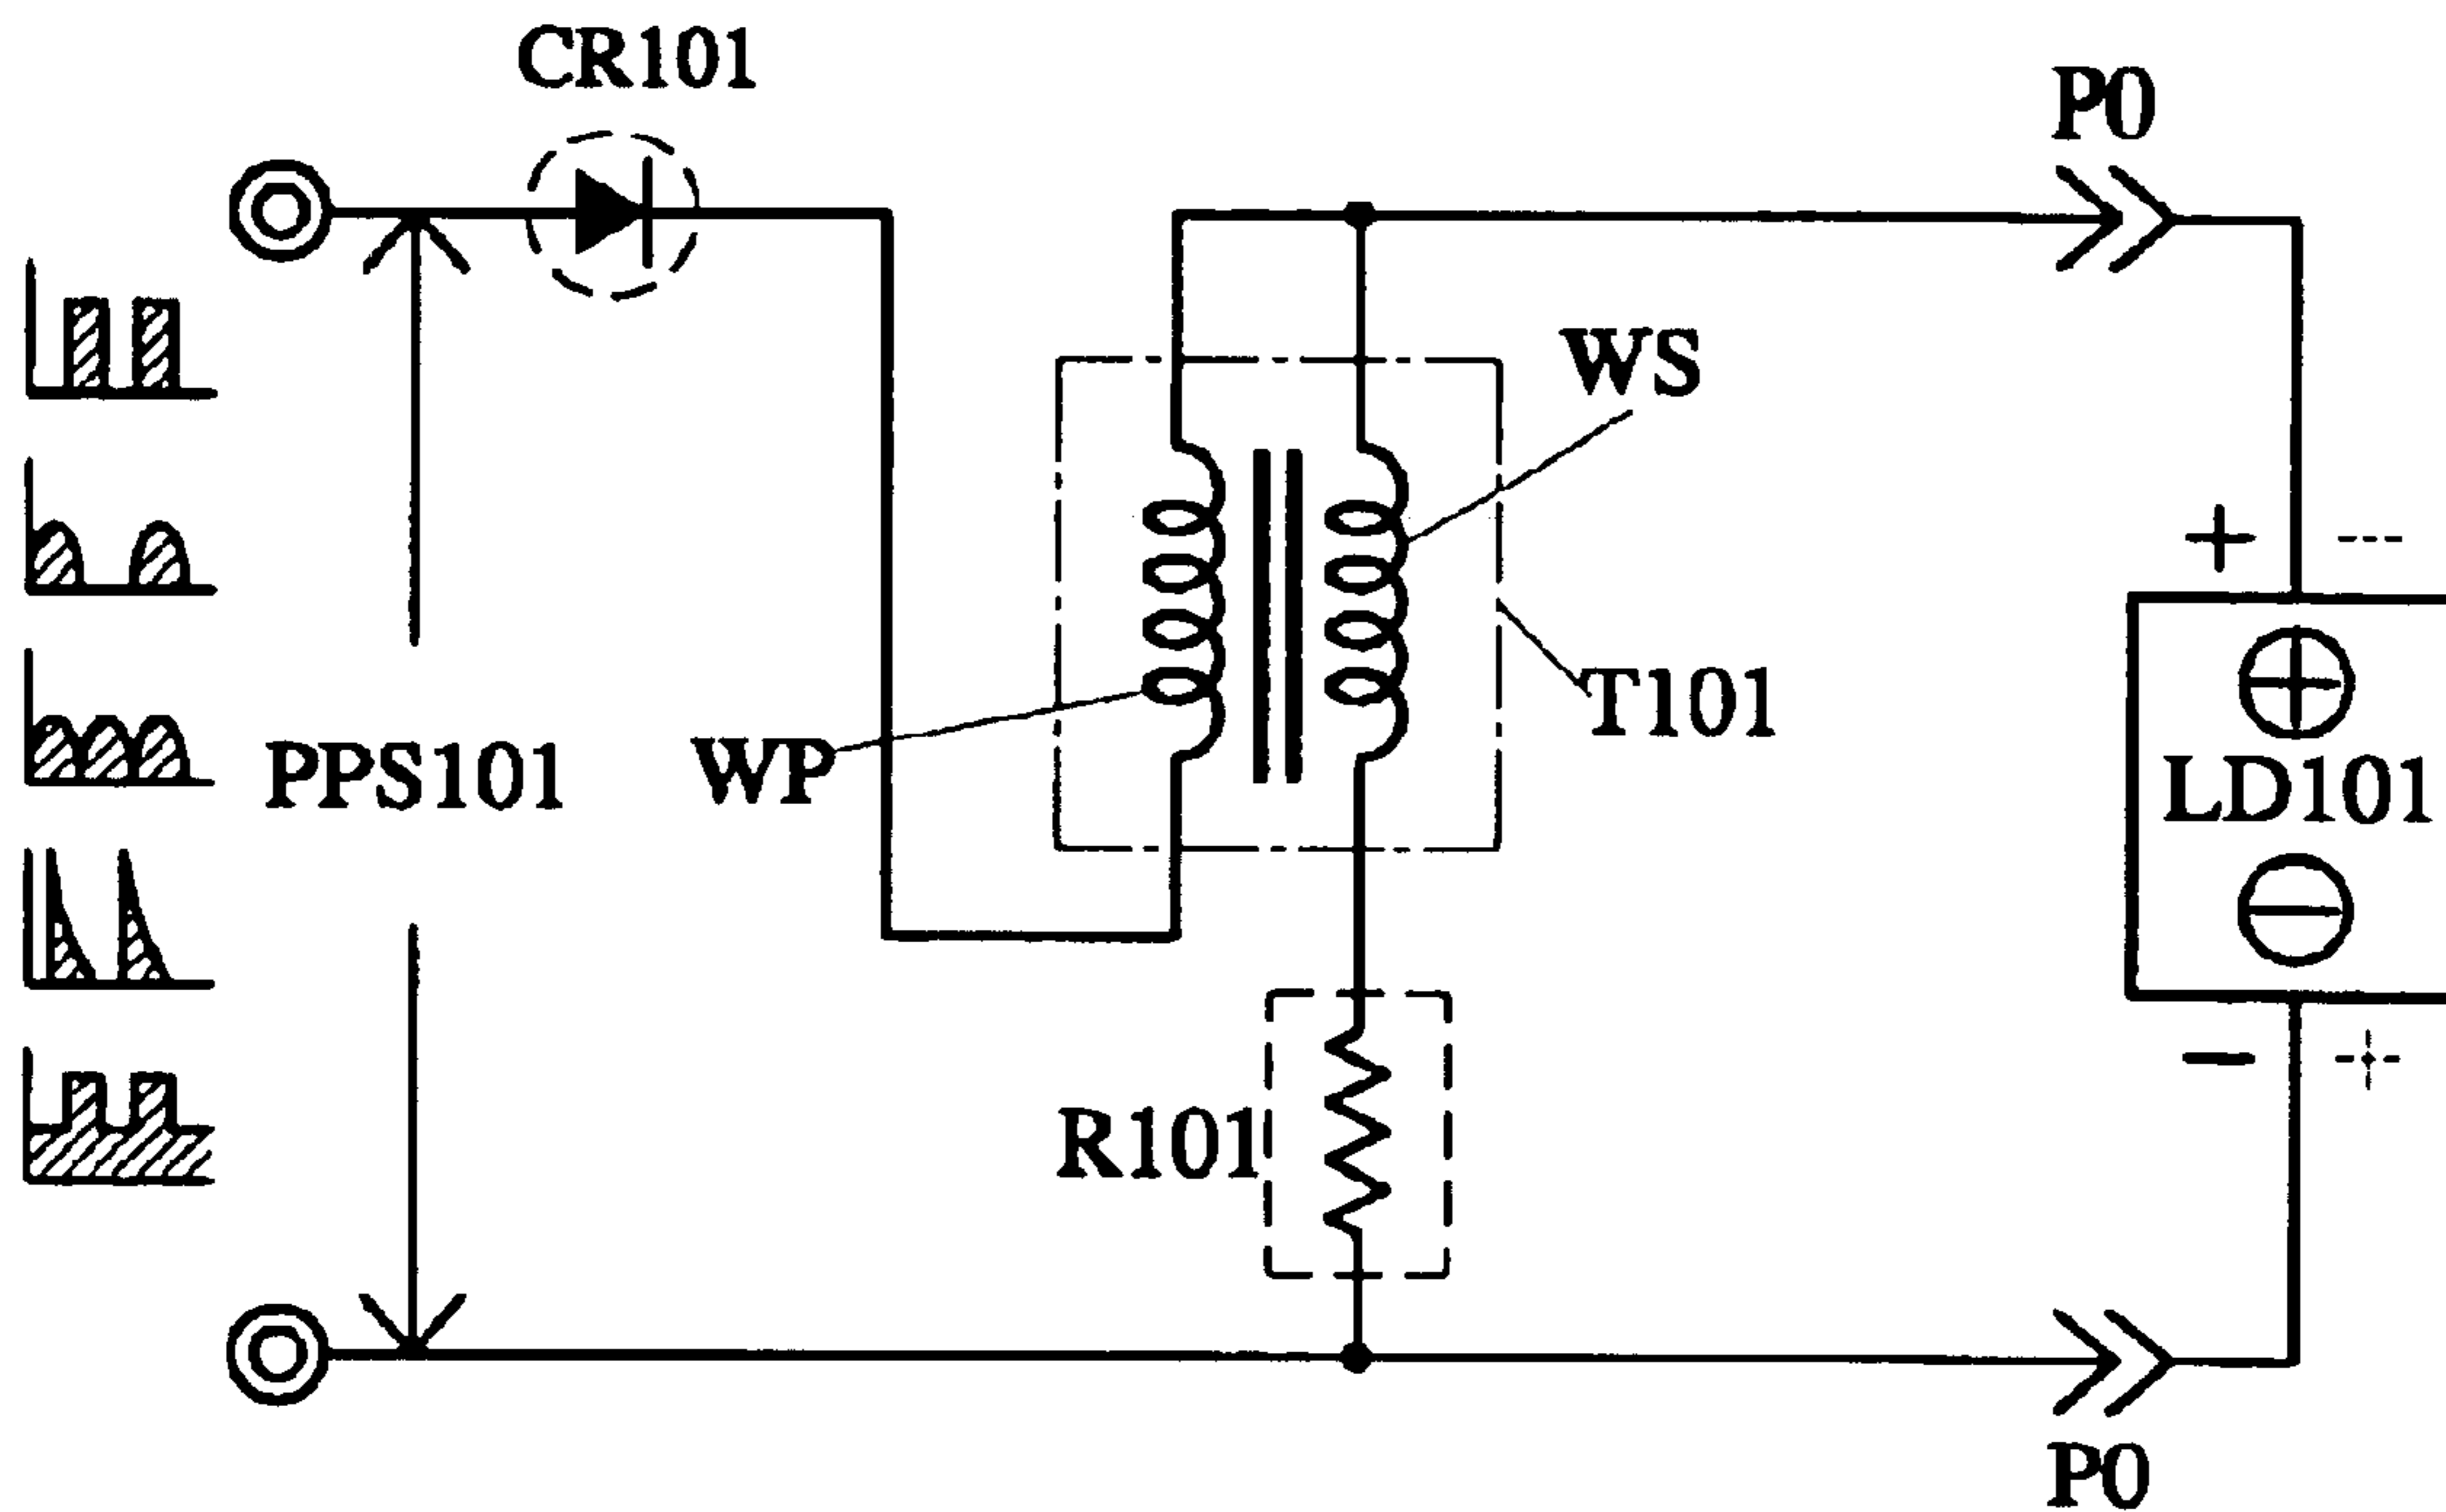 CR101
P0
WS
T101
PPS101
WP
+ ---
LD101
− +
R101
P0